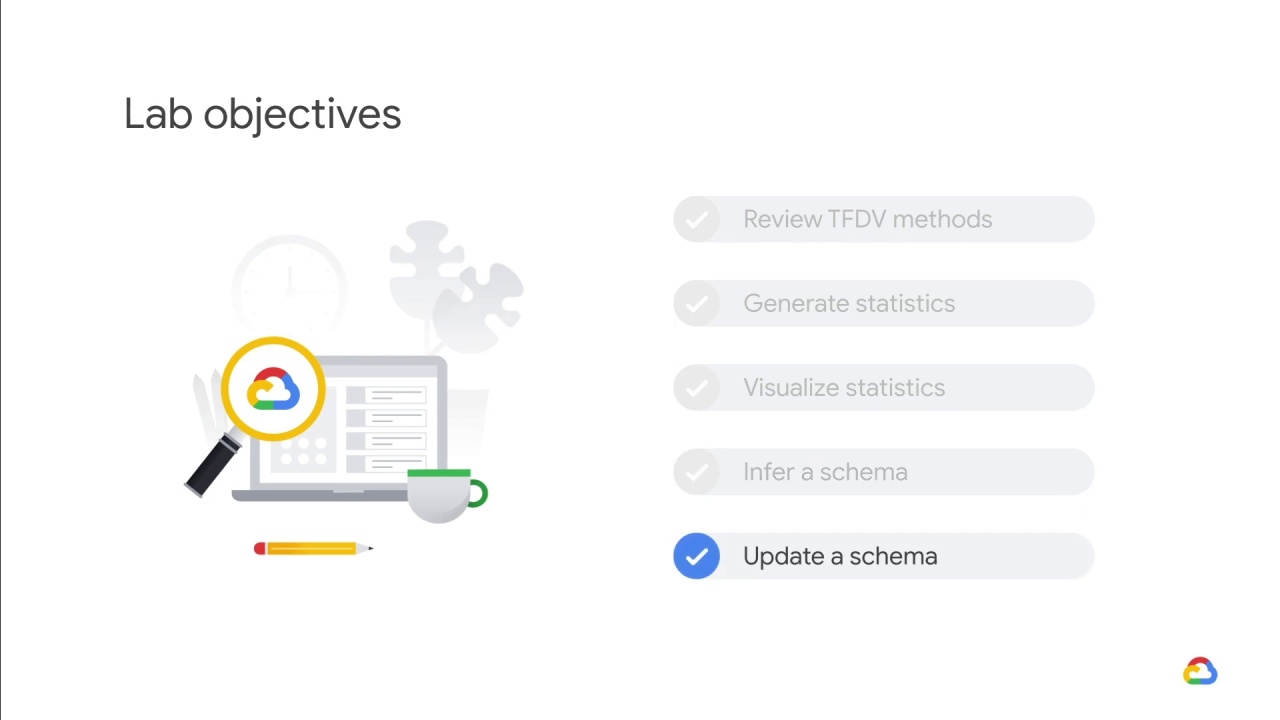 Lab objectives
Review TFDV methods
Generate statistics
Visualize statistics
Infer a schema
Update a schema